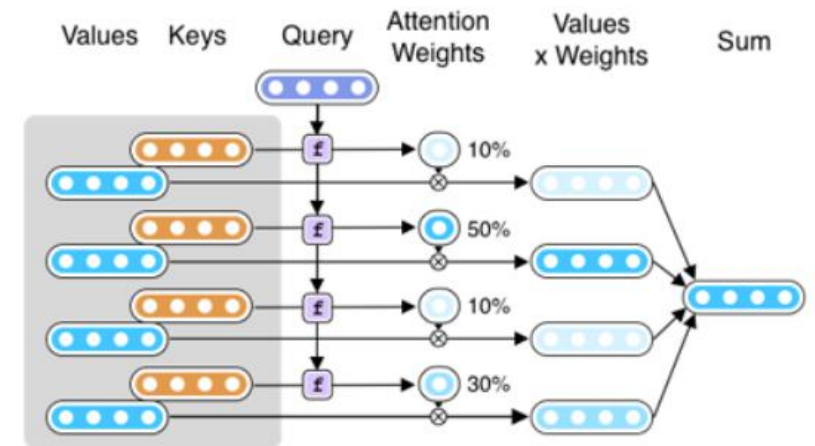 Values Keys Query Attention Weights Values x Weights Sum
f 10%
f 50%
f 10%
f 30%